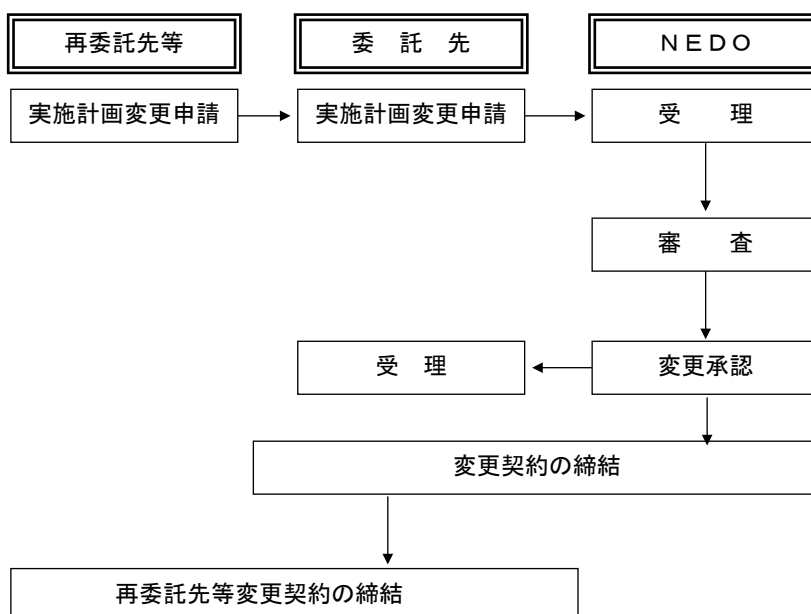 再委託先等
委　託　先
ＮＥＤＯ
実施計画変更申請
実施計画変更申請
受　　理
審　　査
受　理
変更承認
変更契約の締結
再委託先等変更契約の締結